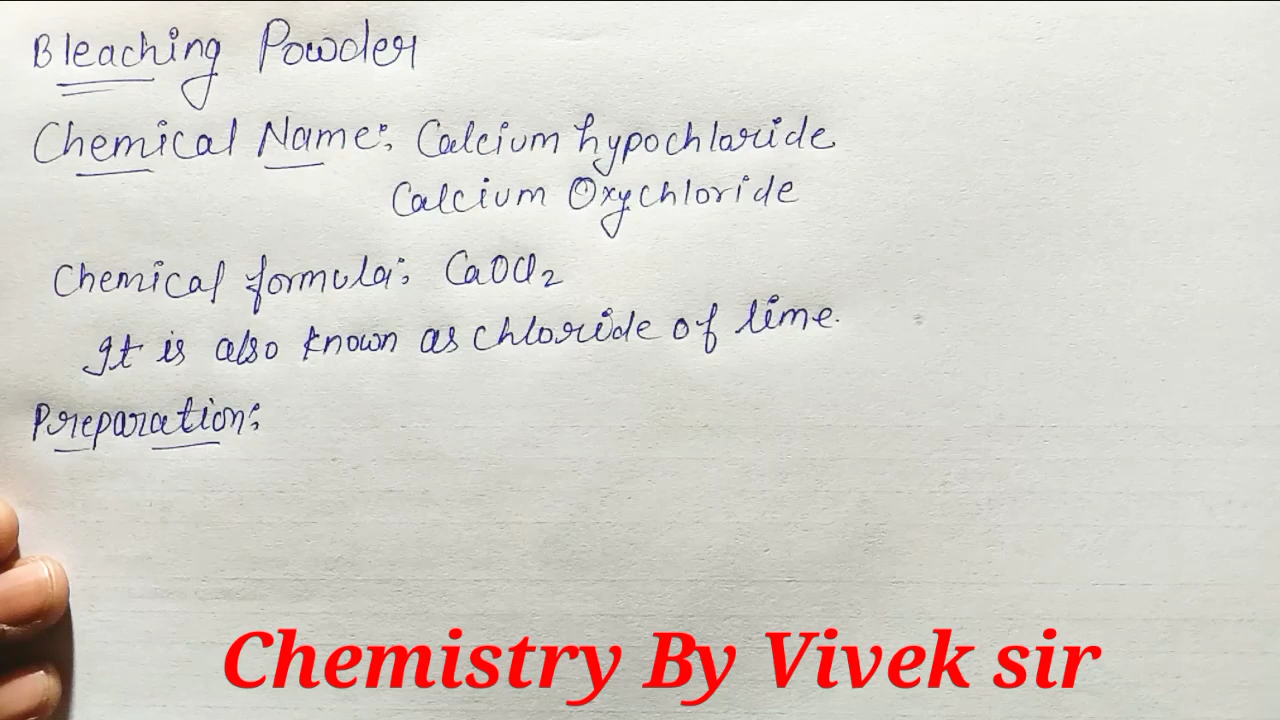 Bleaching Powder
Chemical Name: Calcium hypochloride
Calcium Oxychloride
Chemical formula: CaOCl2
It is also known as chloride of lime.
Preparation:
Chemistry By Vivek sir